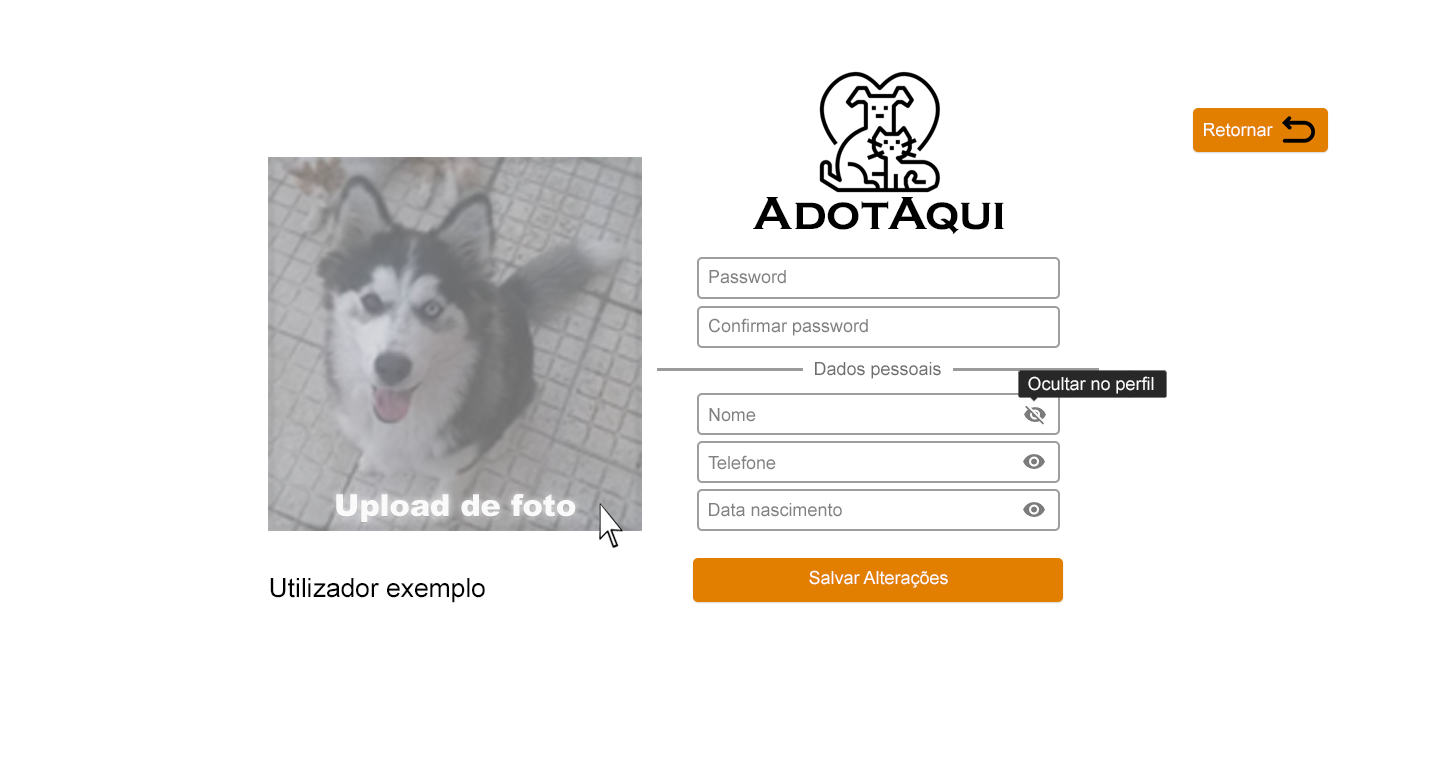 Retornar
ADOTAQUI
Password
Confirmar password
Dados pessoais
Ocultar no perfil
Nome
Telefone
Data nascimento
Salvar Alterações
Upload de foto
Utilizador exemplo